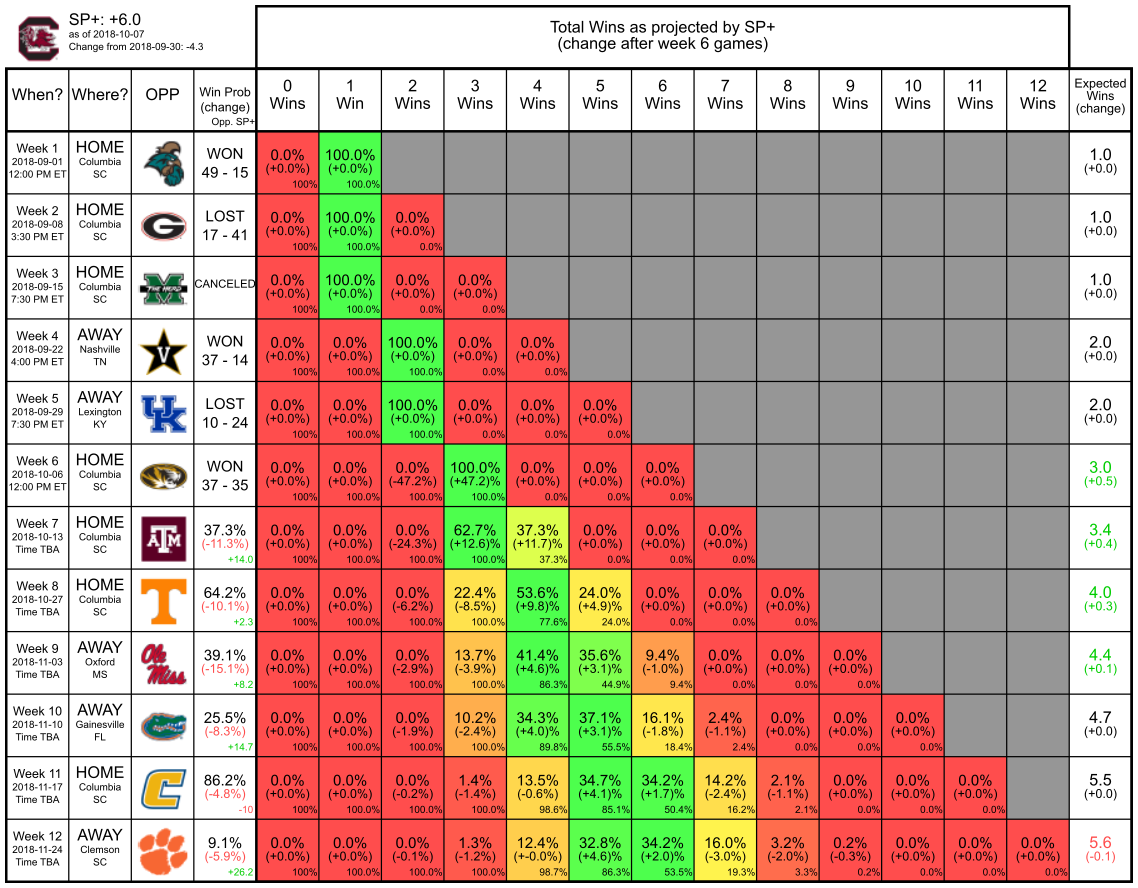 SP+: +6.0
as of 2018-10-07
Change from 2018-09-30: -4.3
Total Wins as projected by SP+
(change after week 6 games)
When? Where? OPP Win Prob (change) Opp. SP+ 0 Wins 1 Win 2 Wins 3 Wins 4 Wins 5 Wins 6 Wins 7 Wins 8 Wins 9 Wins 10 Wins 11 Wins 12 Wins Expected Wins (change)
Week 1 HOME WON 0.0% 100.0% 1.0
2018-09-01 Columbia (+0.0%) (+0.0%) (+0.0)
12:00 PM ET SC 49 - 15 100% 100.0%
Week 2 HOME G LOST 0.0% 100.0% 0.0% 1.0
2018-09-08 Columbia (+0.0%) (+0.0%) (+0.0%) (+0.0)
3:30 PM ET SC 17 - 41 100% 100.0% 0.0%
Week 3 HOME M THE HERD CANCELED 0.0% 100.0% 0.0% 0.0% 1.0
2018-09-15 Columbia (+0.0%) (+0.0%) (+0.0%) (+0.0%) (+0.0)
7:30 PM ET SC 100% 100.0% 0.0% 0.0%
Week 4 AWAY V WON 0.0% 0.0% 100.0% 0.0% 0.0% 2.0
2018-09-22 Nashville (+0.0%) (+0.0%) (+0.0%) (+0.0%) (+0.0%) (+0.0)
4:00 PM ET TN 37 - 14 100% 100.0% 100.0% 0.0% 0.0%
Week 5 AWAY UK LOST 0.0% 0.0% 100.0% 0.0% 0.0% 0.0% 2.0
2018-09-29 Lexington (+0.0%) (+0.0%) (+0.0%) (+0.0%) (+0.0%) (+0.0%) (+0.0)
7:30 PM ET KY 10 - 24 100% 100.0% 100.0% 0.0% 0.0% 0.0%
Week 6 HOME WON 0.0% 0.0% 0.0% 100.0% 0.0% 0.0% 0.0% 3.0
2018-10-06 Columbia (+0.0%) (+0.0%) (-47.2%) (+47.2)% (+0.0%) (+0.0%) (+0.0%) (+0.5)
12:00 PM ET SC 37 - 35 100% 100.0% 100.0% 100.0% 0.0% 0.0% 0.0%
Week 7 HOME ATM 37.3% 0.0% 0.0% 0.0% 62.7% 37.3% 0.0% 0.0% 0.0% 3.4
2018-10-13 Columbia (-11.3%) (+0.0%) (+0.0%) (-24.3%) (+12.6)% (+11.7)% (+0.0%) (+0.0%) (+0.0%) (+0.4)
Time TBA SC +14.0 100% 100.0% 100.0% 100.0% 37.3% 0.0% 0.0% 0.0%
Week 8 HOME T 64.2% 0.0% 0.0% 0.0% 22.4% 53.6% 24.0% 0.0% 0.0% 0.0% 4.0
2018-10-27 Columbia (-10.1%) (+0.0%) (+0.0%) (-6.2%) (-8.5%) (+9.8)% (+4.9)% (+0.0%) (+0.0%) (+0.0%) (+0.3)
Time TBA SC +2.3 100% 100.0% 100.0% 100.0% 77.6% 24.0% 0.0% 0.0% 0.0%
Week 9 AWAY Ole Miss 39.1% 0.0% 0.0% 0.0% 13.7% 41.4% 35.6% 9.4% 0.0% 0.0% 0.0% 4.4
2018-11-03 Oxford (-15.1%) (+0.0%) (+0.0%) (-2.9%) (-3.9%) (+4.6)% (+3.1)% (-1.0%) (+0.0%) (+0.0%) (+0.0%) (+0.1)
Time TBA MS +8.2 100% 100.0% 100.0% 100.0% 86.3% 44.9% 9.4% 0.0% 0.0% 0.0%
Week 10 AWAY 25.5% 0.0% 0.0% 0.0% 10.2% 34.3% 37.1% 16.1% 2.4% 0.0% 0.0% 0.0% 4.7
2018-11-10 Gainesville (-8.3%) (+0.0%) (+0.0%) (-1.9%) (-2.4%) (+4.0)% (+3.1)% (-1.8%) (-1.1%) (+0.0%) (+0.0%) (+0.0%) (+0.0)
Time TBA FL +14.7 100% 100.0% 100.0% 100.0% 89.8% 55.5% 18.4% 2.4% 0.0% 0.0% 0.0%
Week 11 HOME C 86.2% 0.0% 0.0% 0.0% 1.4% 13.5% 34.7% 34.2% 14.2% 2.1% 0.0% 0.0% 0.0% 5.5
2018-11-17 Columbia (-4.8%) (+0.0%) (+0.0%) (-0.2%) (-1.4%) (-0.6%) (+4.1)% (+1.7)% (-2.4%) (-1.1%) (+0.0%) (+0.0%) (+0.0%) (+0.0)
Time TBA SC -10 100% 100.0% 100.0% 100.0% 98.6% 85.1% 50.4% 16.2% 2.1% 0.0% 0.0% 0.0%
Week 12 AWAY 9.1% 0.0% 0.0% 0.0% 1.3% 12.4% 32.8% 34.2% 16.0% 3.2% 0.2% 0.0% 0.0% 0.0% 5.6
2018-11-24 Clemson (-5.9%) (+0.0%) (+0.0%) (-0.1%) (-1.2%) (+-0.0%) (+4.6)% (+2.0)% (-3.0%) (-2.0%) (-0.3%) (+0.0%) (+0.0%) (+0.0%) (-0.1)
Time TBA SC +26.2 100% 100.0% 100.0% 100.0% 98.7% 86.3% 53.5% 19.3% 3.3% 0.2% 0.0% 0.0% 0.0%